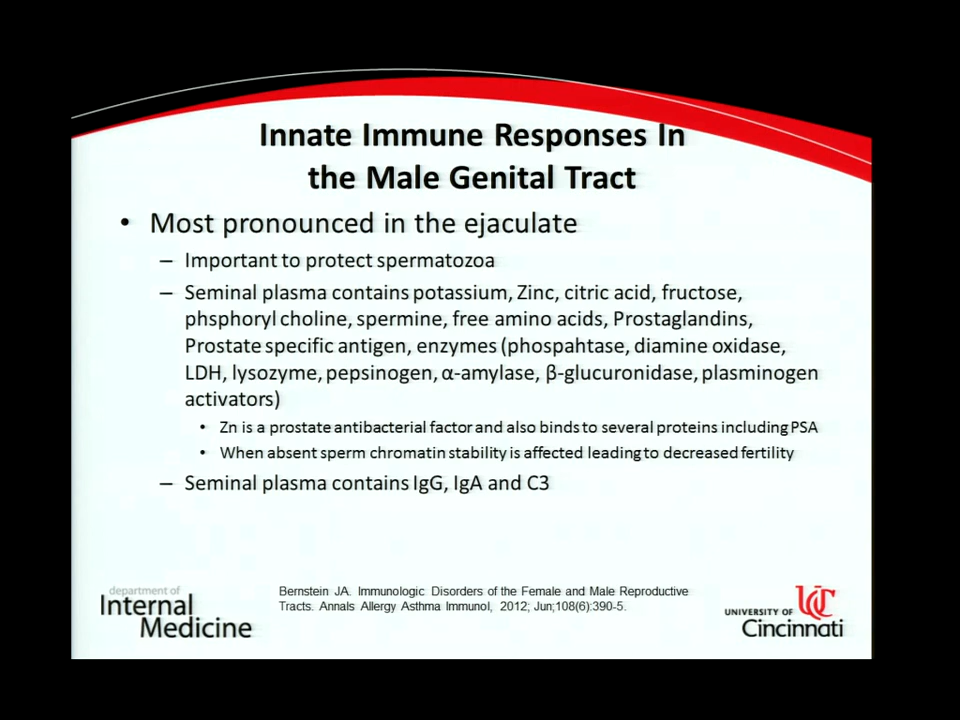 Innate Immune Responses In
the Male Genital Tract
• Most pronounced in the ejaculate
– Important to protect spermatozoa
– Seminal plasma contains potassium, Zinc, citric acid, fructose,
phsphoryl choline, spermine, free amino acids, Prostaglandins,
Prostate specific antigen, enzymes (phospahtase, diamine oxidase,
LDH, lysozyme, pepsinogen, α-amylase, β-glucuronidase, plasminogen
activators)
• Zn is a prostate antibacterial factor and also binds to several proteins including PSA
• When absent sperm chromatin stability is affected leading to decreased fertility
– Seminal plasma contains IgG, IgA and C3
department of
Internal
Medicine
Bernstein JA. Immunologic Disorders of the Female and Male Reproductive
Tracts. Annals Allergy Asthma Immunol, 2012; Jun;108(6):390-5.
UNIVERSITY OF UC
Cincinnati